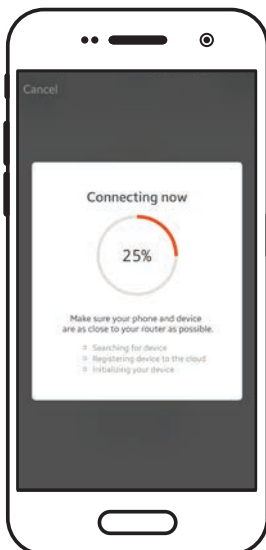 Cancel
Connecting now
25%
Make sure your phone and device
are as close to your router as possible.
Searching for device
Registering device to the cloud
Initializing your device